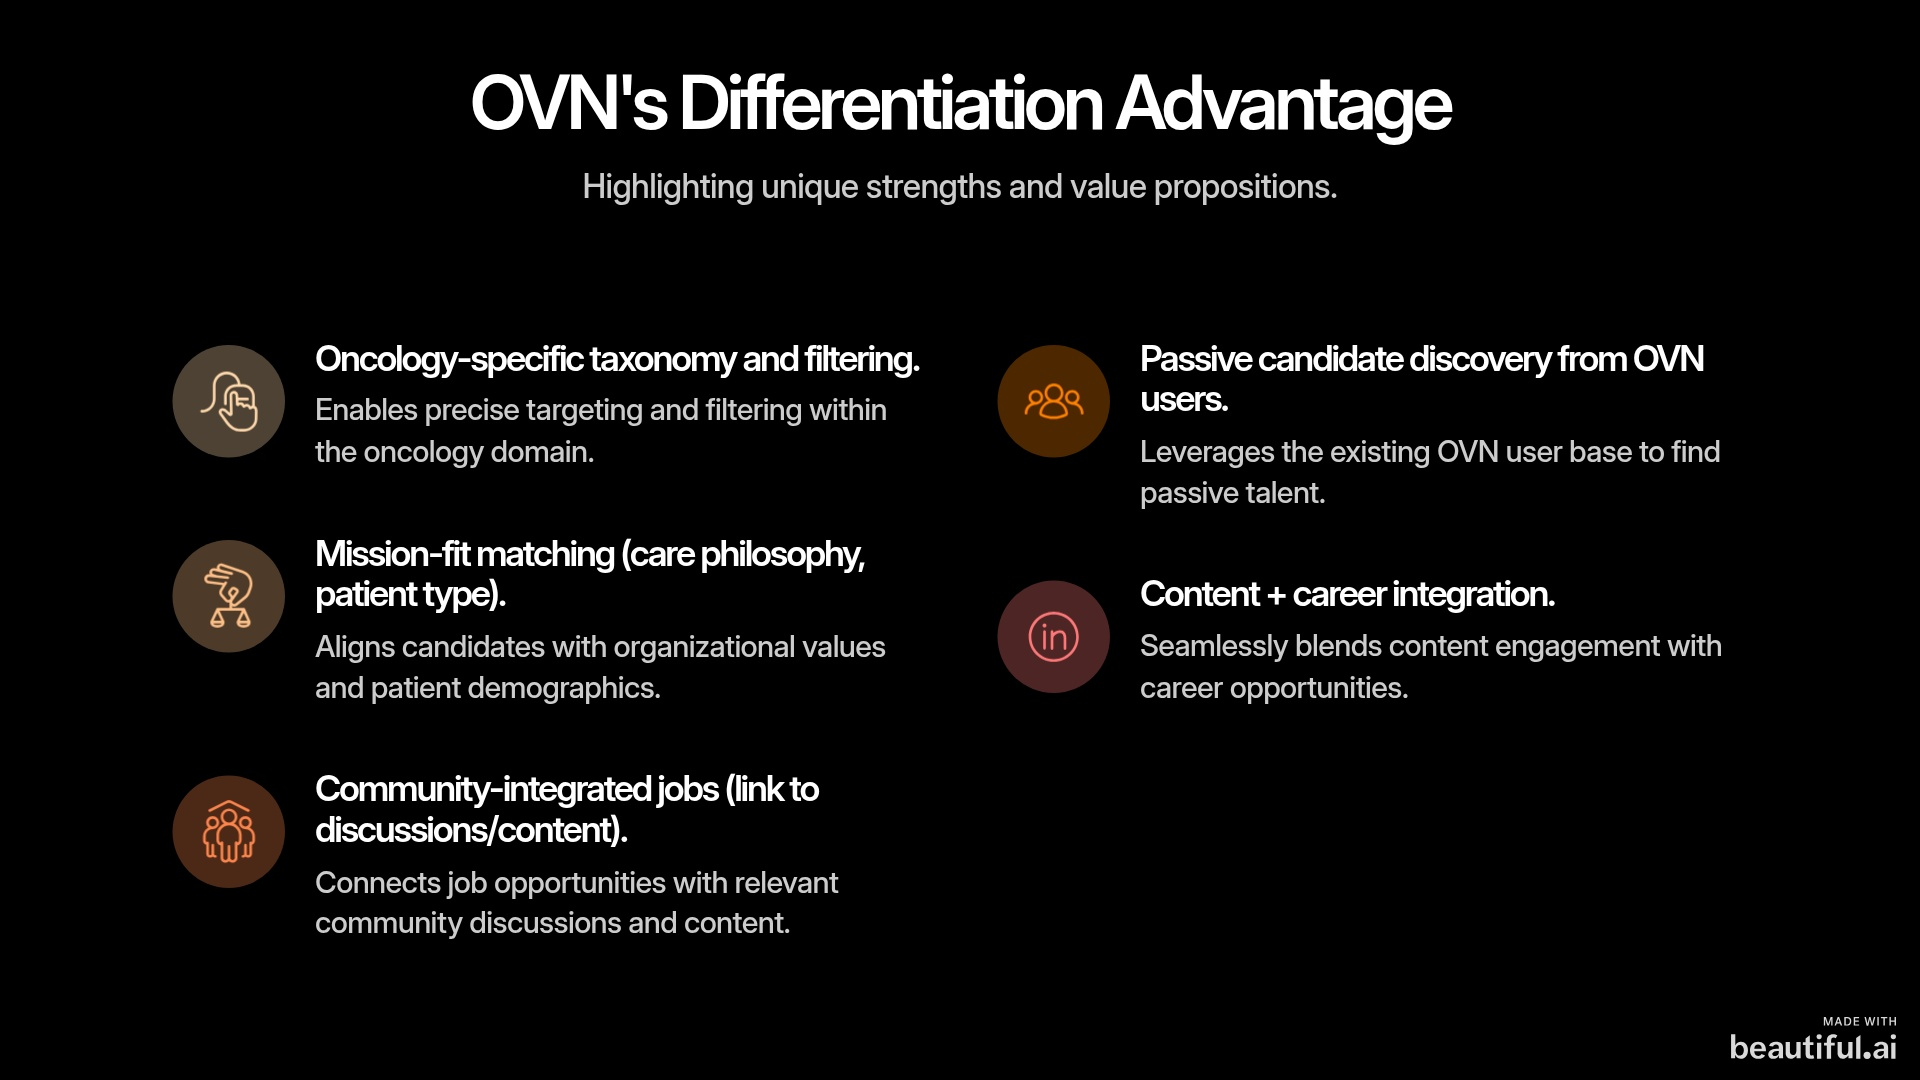 OVN's Differentiation Advantage
Highlighting unique strengths and value propositions.
Oncology-specific taxonomy and filtering.
Enables precise targeting and filtering within
the oncology domain.
Mission-fit matching (care philosophy,
patient type).
Aligns candidates with organizational values
and patient demographics.
Community-integrated jobs (link to
discussions/content).
Connects job opportunities with relevant
community discussions and content.
Passive candidate discovery from OVN
users.
Leverages the existing OVN user base to find
passive talent.
in
Content + career integration.
Seamlessly blends content engagement with
career opportunities.
MADE WITH
beautiful.ai